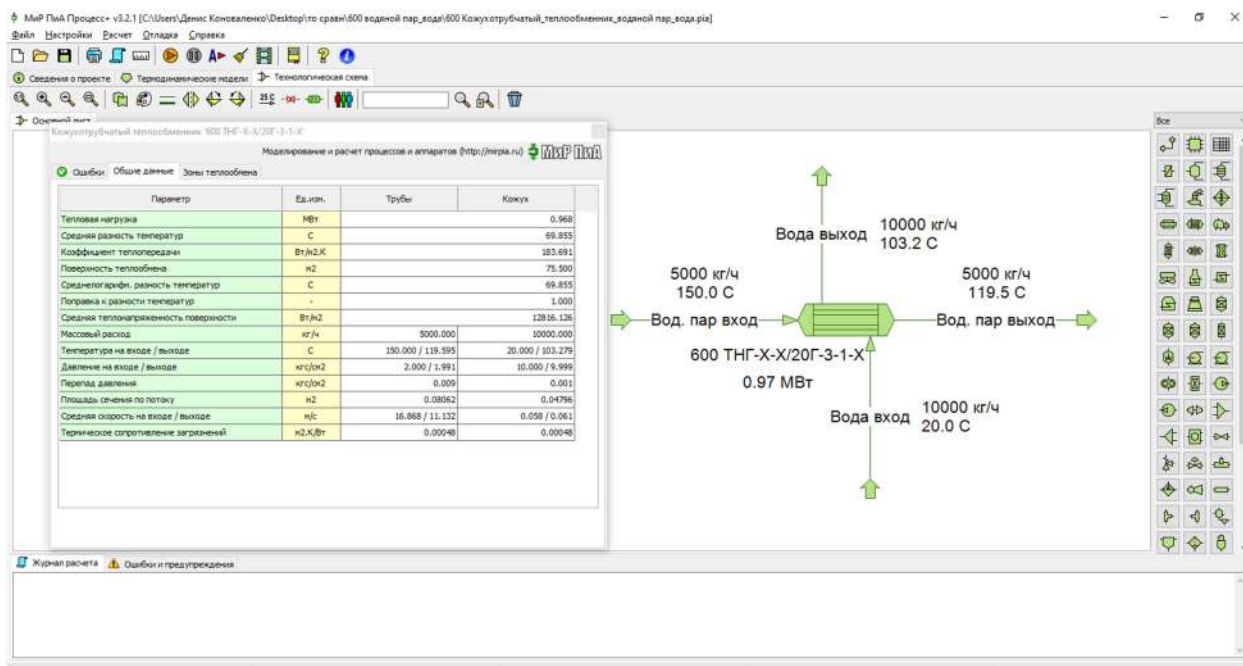 МиР ПиА Процесс+ v3.2.1 [C:\Users\Денис Коноваленко\Desktop\то сравн\600 водяной пар_вода\600 Кожухотрубчатый_теплообменник_водяной пар_вода.pia]
Файл Настройки Расчет Отладка Справка
Сведения о проекте Термодинамические модели Технологическая схема
25 C
Основной лист
Все
Кожухотрубчатый теплообменник '600 ТНГ-Х-Х/20Г-3-1-Х'
Моделирование и расчет процессов и аппаратов (http://mirpia.ru) МиР ПиА
Ошибки Общие данные Зоны теплообмена
Параметр Ед.изм. Трубы Кожух
Тепловая нагрузка МВт 0.968
Средняя разность температур С 69.855
Коэффициент теплопередачи Вт/м2.К 183.691
Поверхность теплообмена м2 75.500
Среднелогарифм. разность температур С 69.855
Поправка к разности температур - 1.000
Средняя теплонапряженность поверхности Вт/м2 12816.126
Массовый расход кг/ч 5000.000 10000.000
Температура на входе / выходе С 150.000 / 119.595 20.000 / 103.279
Давление на входе / выходе кгс/см2 2.000 / 1.991 10.000 / 9.999
Перепад давления кгс/см2 0.009 0.001
Площадь сечения по потоку м2 0.08062 0.04796
Средняя скорость на входе / выходе м/с 16.868 / 11.132 0.058 / 0.061
Термическое сопротивление загрязнений м2.К/Вт 0.00048 0.00048
Вода выход
10000 кг/ч
103.2 С
5000 кг/ч
150.0 С
Вод. пар вход
5000 кг/ч
119.5 С
Вод. пар выход
600 ТНГ-Х-Х/20Г-3-1-Х
0.97 МВт
Вода вход
10000 кг/ч
20.0 С
Журнал расчета Ошибки и предупреждения